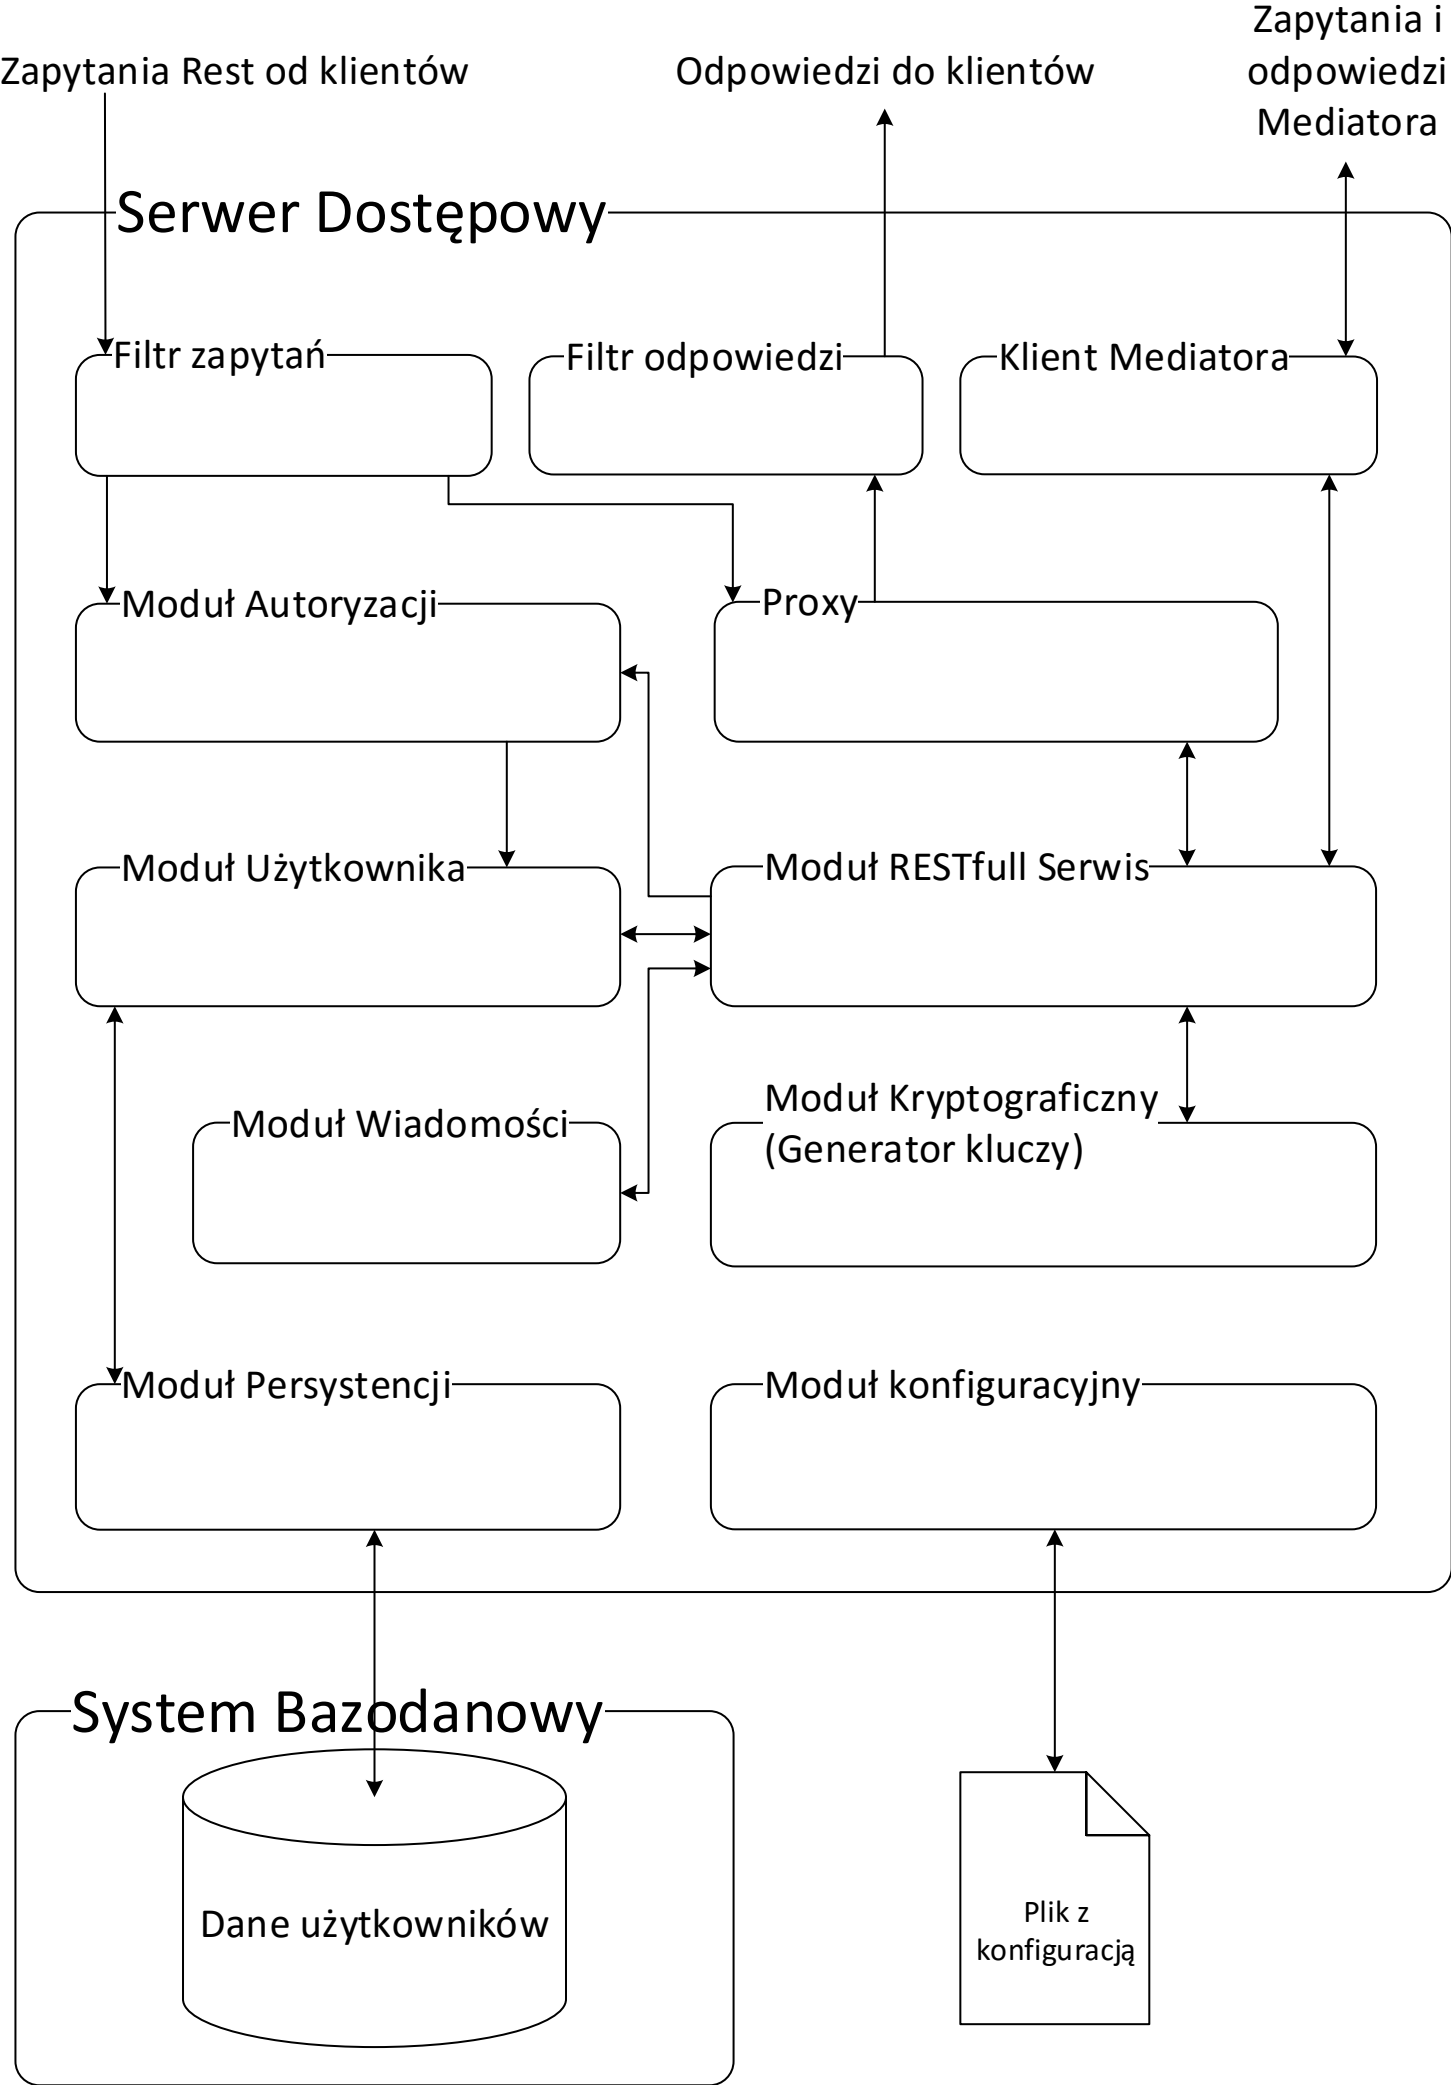 Zapytania Rest od klientów
Odpowiedzi do klientów
Zapytania i
odpowiedzi
Mediatora
Serwer Dostępowy
Filtr zapytań
Filtr odpowiedzi
Klient Mediatora
Moduł Autoryzacji
Proxy
Moduł Użytkownika
Moduł RESTfull Serwis
Moduł Wiadomości
Moduł Kryptograficzny
(Generator kluczy)
Moduł Persystencji
Moduł konfiguracyjny
System Bazodanowy
Dane użytkowników
Plik z
konfiguracją